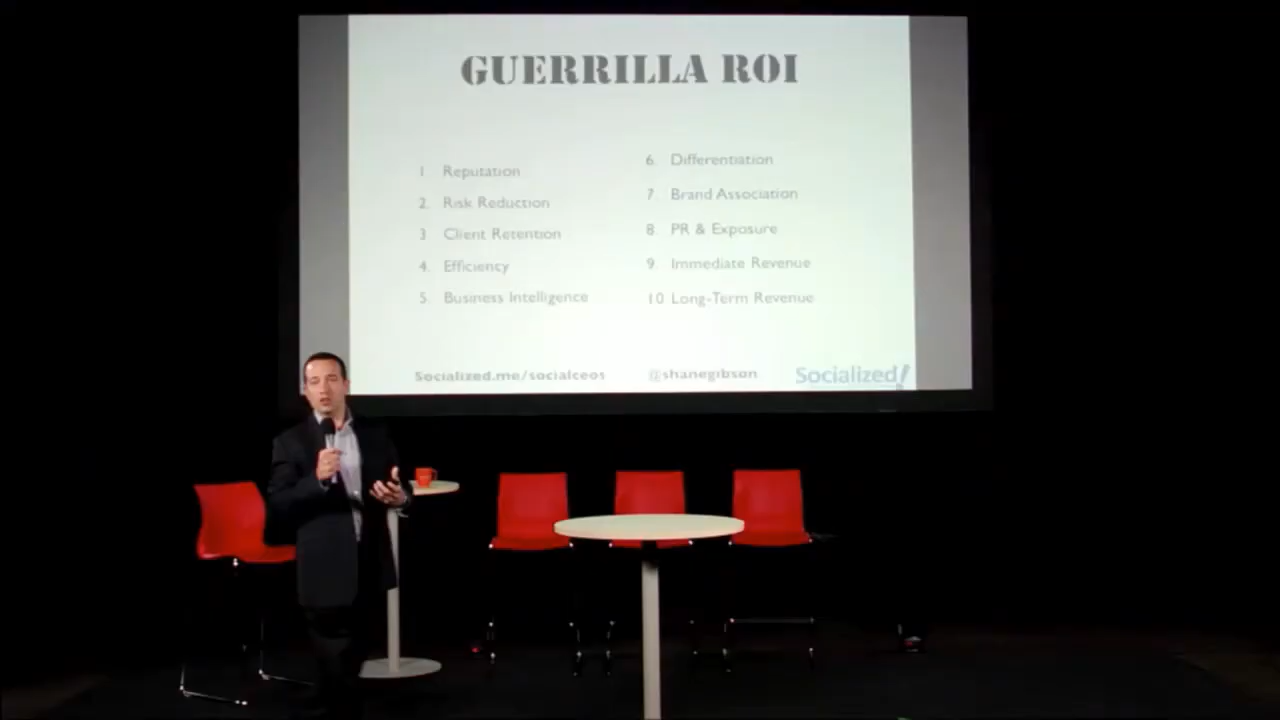 GUERRILLA ROI
1. Reputation
2. Risk Reduction
3 Client Retention
4. Efficiency
5. Business Intelligence
6. Differentiation
7 Brand Association
8. PR & Exposure
9. Immediate Revenue
10 Long-Term Revenue
Socialized.me/socialceos
@shanegibson
Socialized!